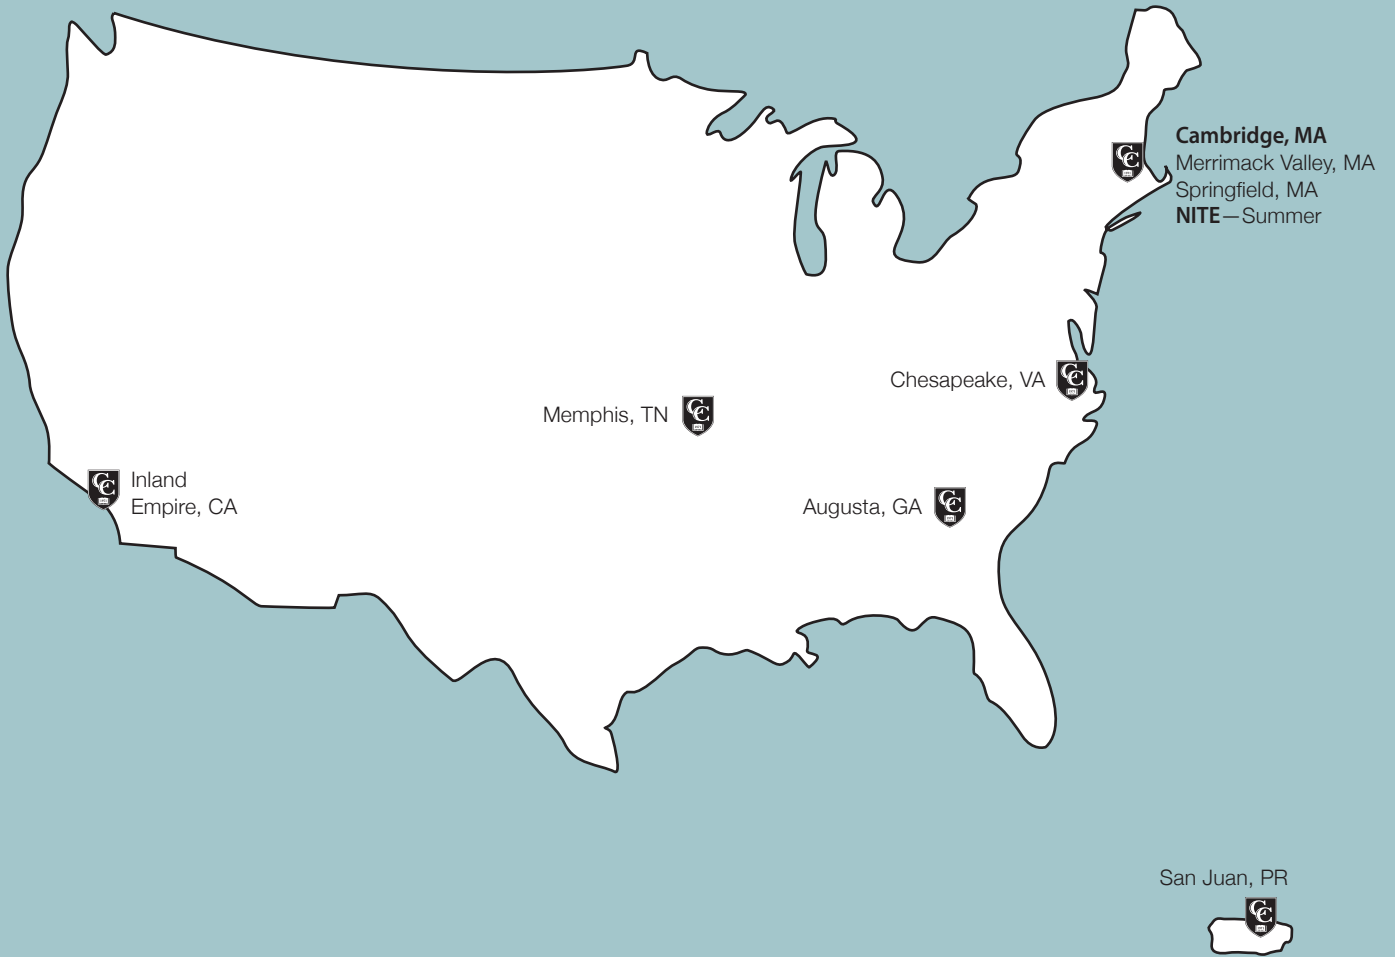 Cambridge, MA
Merrimack Valley, MA
Springfield, MA
NITE—Summer
Chesapeake, VA
Memphis, TN
Inland
Empire, CA
Augusta, GA
San Juan, PR